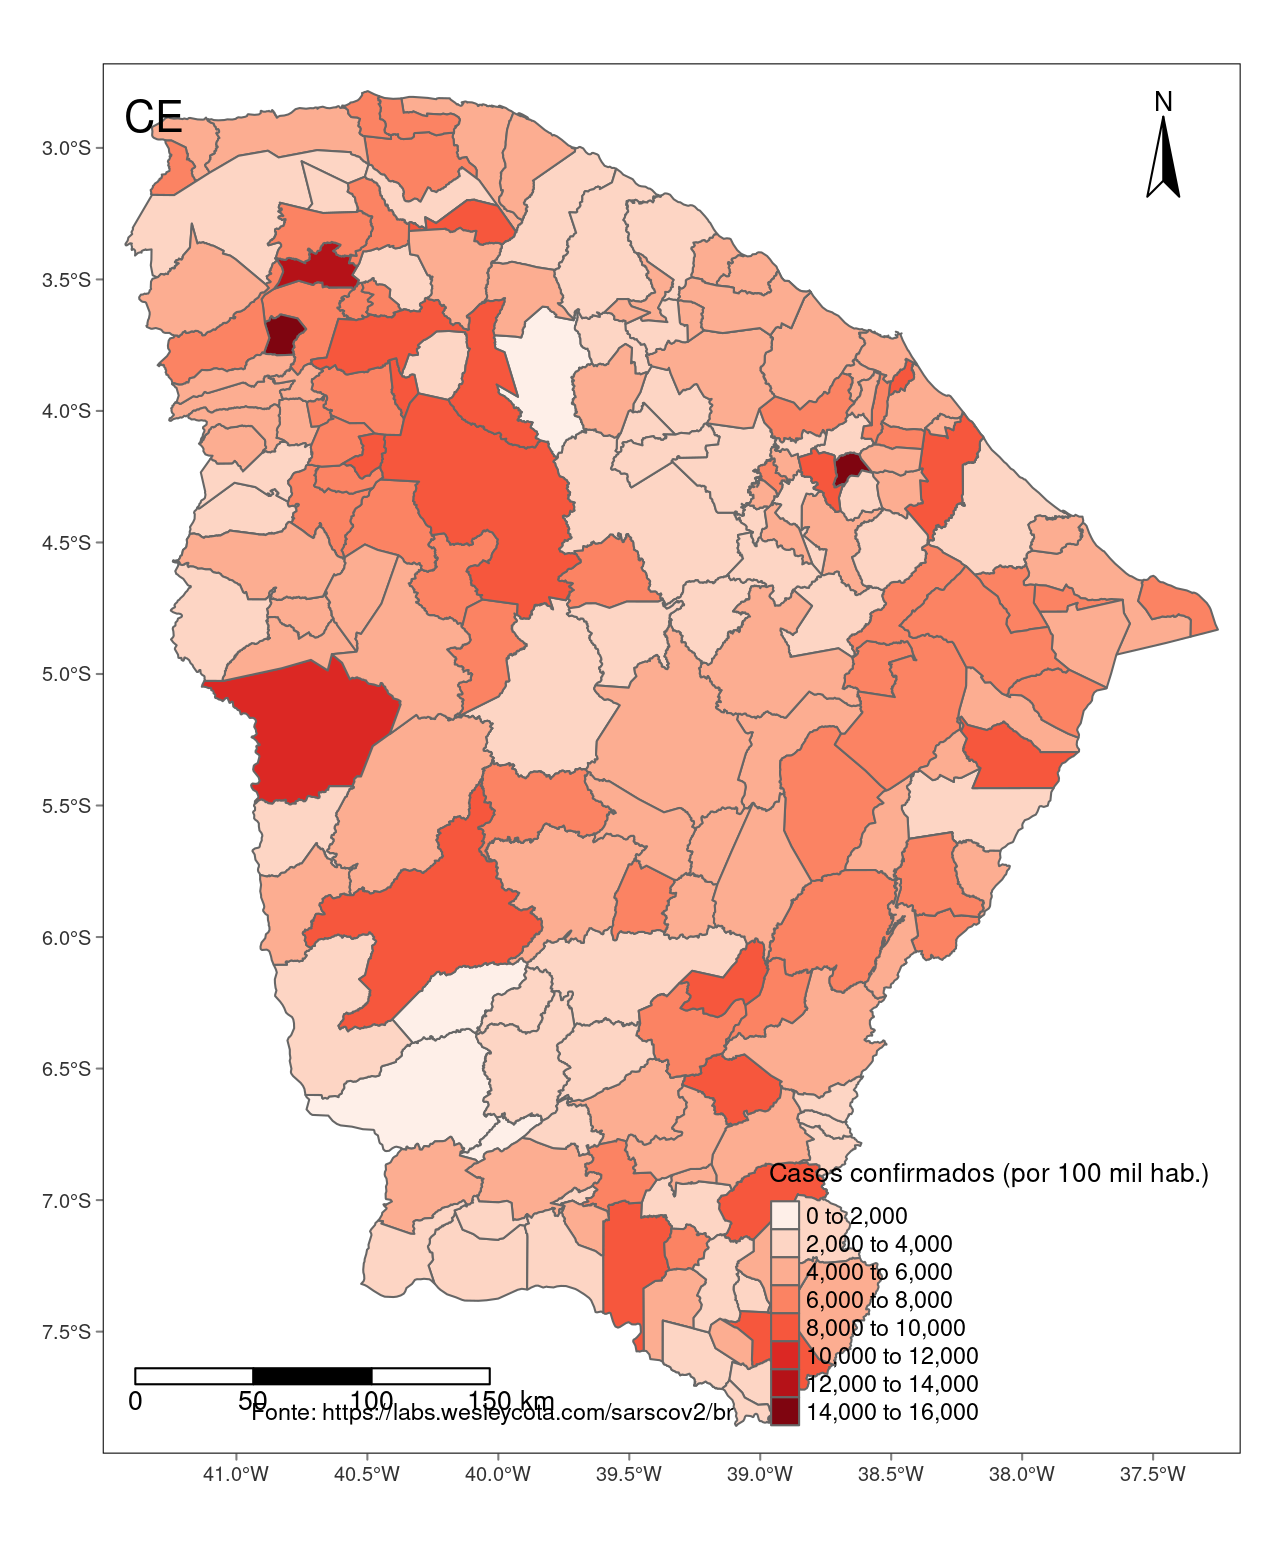 CE
N
3.0°S
3.5°S
4.0°S
4.5°S
5.0°S
5.5°S
6.0°S
6.5°S
7.0°S
7.5°S
Casos confirmados (por 100 mil hab.)
0 to 2,000
2,000 to 4,000
4,000 to 6,000
6,000 to 8,000
8,000 to 10,000
10,000 to 12,000
12,000 to 14,000
14,000 to 16,000
0 50 100 150 km
Fonte: https://labs.wesleycota.com/sarscov2/br
41.0°W 40.5°W 40.0°W 39.5°W 39.0°W 38.5°W 38.0°W 37.5°W